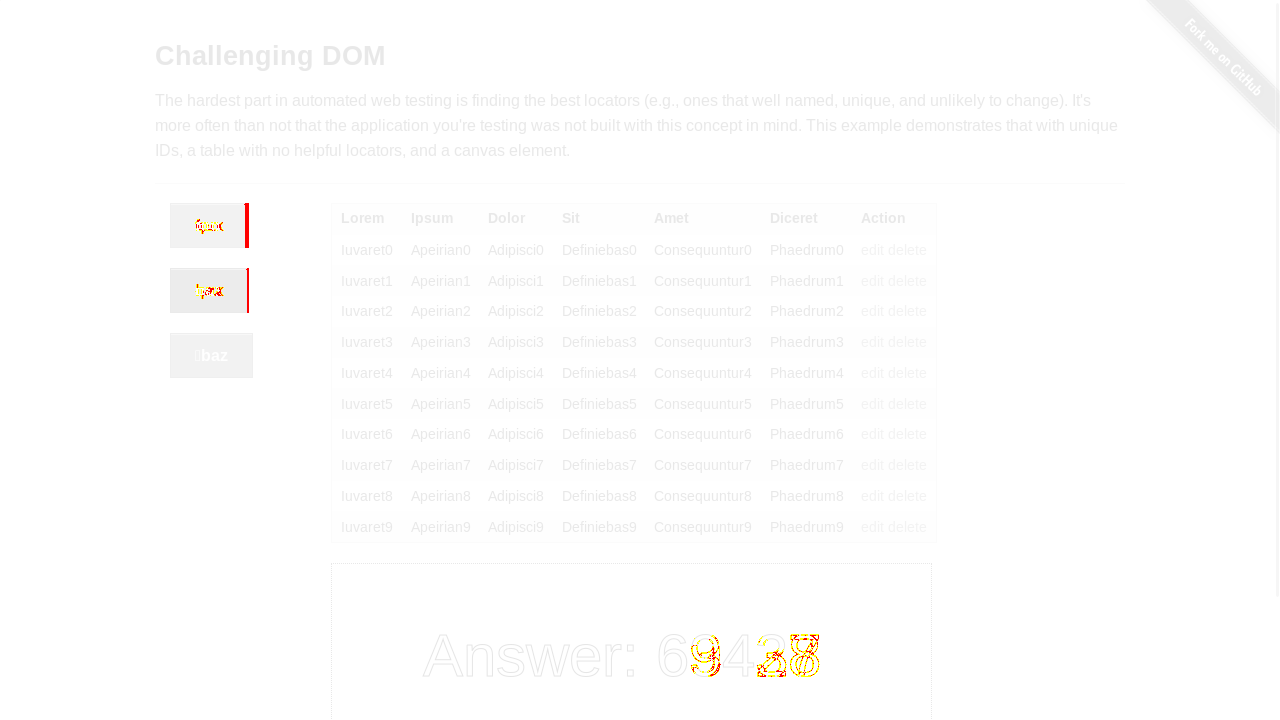 Fork me on GitHub
Challenging DOM
The hardest part in automated web testing is finding the best locators (e.g., ones that well named, unique, and unlikely to change). It's
more often than not that the application you're testing was not built with this concept in mind. This example demonstrates that with unique
IDs, a table with no helpful locators, and a canvas element.
baz
Lorem Ipsum Dolor Sit Amet Diceret Action
Iuvaret0 Apeirian0 Adipisci0 Definiebas0 Consequuntur0 Phaedrum0 edit delete
Iuvaret1 Apeirian1 Adipisci1 Definiebas1 Consequuntur1 Phaedrum1 edit delete
Iuvaret2 Apeirian2 Adipisci2 Definiebas2 Consequuntur2 Phaedrum2 edit delete
Iuvaret3 Apeirian3 Adipisci3 Definiebas3 Consequuntur3 Phaedrum3 edit delete
Iuvaret4 Apeirian4 Adipisci4 Definiebas4 Consequuntur4 Phaedrum4 edit delete
Iuvaret5 Apeirian5 Adipisci5 Definiebas5 Consequuntur5 Phaedrum5 edit delete
Iuvaret6 Apeirian6 Adipisci6 Definiebas6 Consequuntur6 Phaedrum6 edit delete
Iuvaret7 Apeirian7 Adipisci7 Definiebas7 Consequuntur7 Phaedrum7 edit delete
Iuvaret8 Apeirian8 Adipisci8 Definiebas8 Consequuntur8 Phaedrum8 edit delete
Iuvaret9 Apeirian9 Adipisci9 Definiebas9 Consequuntur9 Phaedrum9 edit delete
Answer: